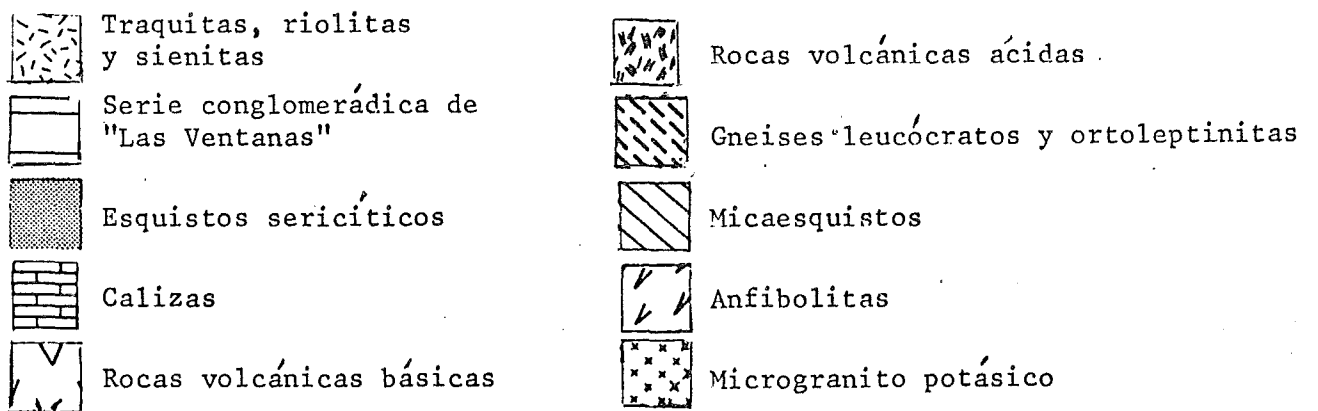 Traquitas, riolitas
y sienitas
Serie conglomerádica de
"Las Ventanas"
Esquistos sericíticos
Calizas
Rocas volcánicas básicas
Rocas volcánicas ácidas
Gneises leucócratos y ortoleptinitas
Micaesquistos
Anfibolitas
Microgranito potásico